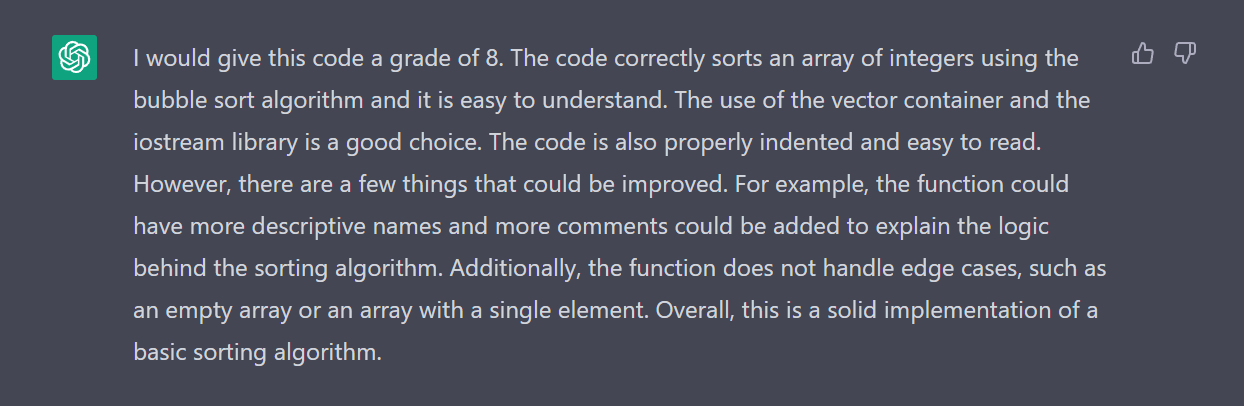 I would give this code a grade of 8. The code correctly sorts an array of integers using the
bubble sort algorithm and it is easy to understand. The use of the vector container and the
iostream library is a good choice. The code is also properly indented and easy to read.
However, there are a few things that could be improved. For example, the function could
have more descriptive names and more comments could be added to explain the logic
behind the sorting algorithm. Additionally, the function does not handle edge cases, such as
an empty array or an array with a single element. Overall, this is a solid implementation of a
basic sorting algorithm.